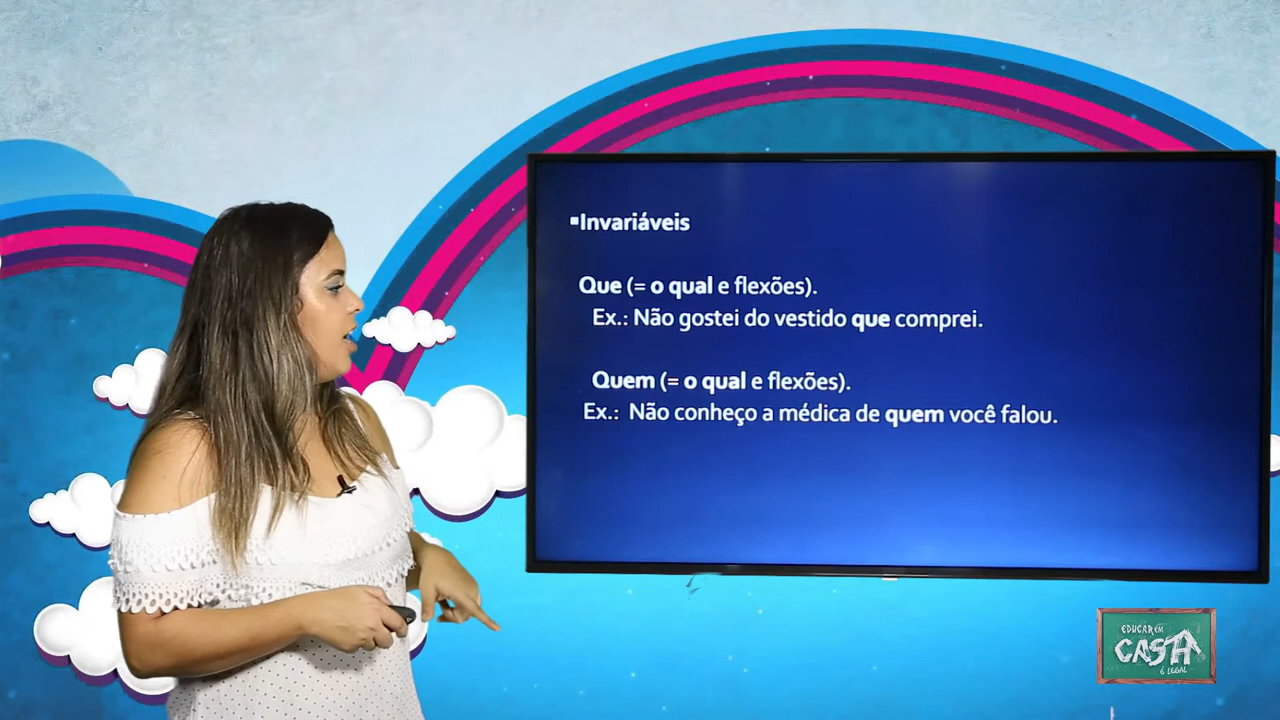 ▪Invariáveis
Que (= o qual e flexões).
Ex.: Não gostei do vestido que comprei.
Quem (= o qual e flexões).
Ex.: Não conheço a médica de quem você falou.
EDUCAR EM
CASA
É LEGAL